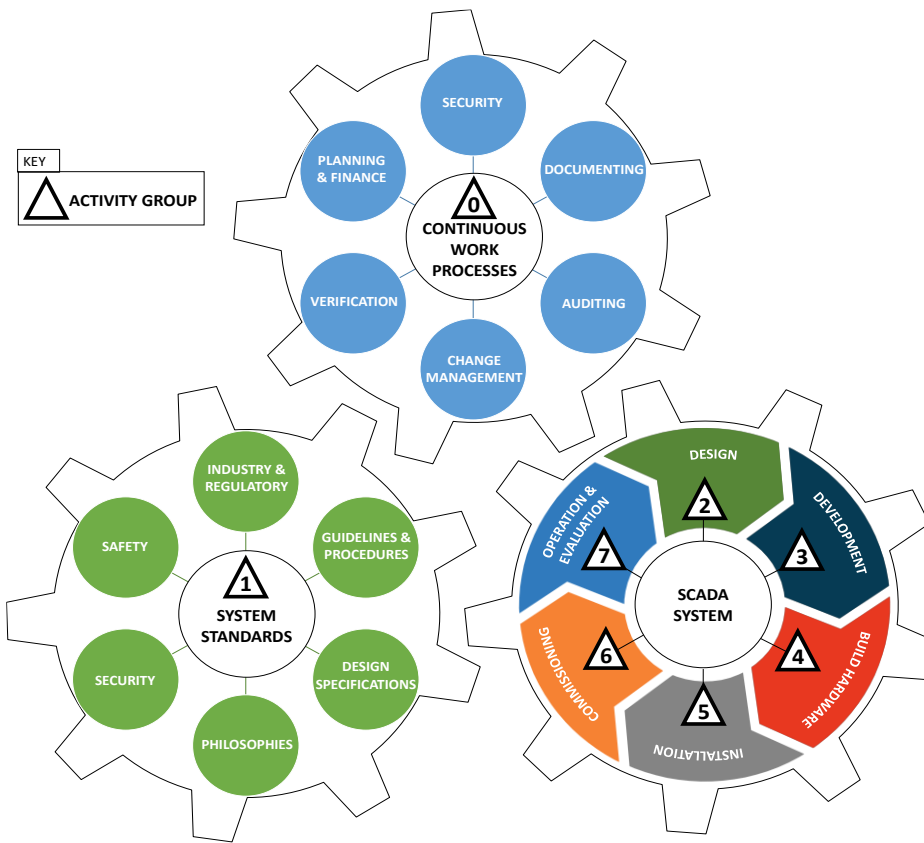 KEY
ACTIVITY GROUP
0
CONTINUOUS
WORK
PROCESSES
SECURITY
DOCUMENTING
AUDITING
CHANGE
MANAGEMENT
VERIFICATION
PLANNING
& FINANCE
1
SYSTEM
STANDARDS
INDUSTRY &
REGULATORY
GUIDELINES &
PROCEDURES
DESIGN
SPECIFICATIONS
PHILOSOPHIES
SECURITY
SAFETY
SCADA
SYSTEM
DESIGN
2
DEVELOPMENT
3
BUILD HARDWARE
4
INSTALLATION
5
COMMISSIONING
6
OPERATION &
EVALUATION
7